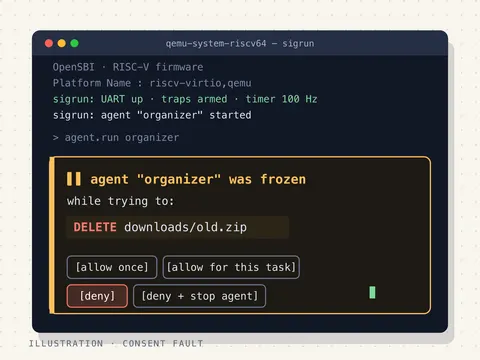 qemu-system-riscv64 - sigrun
OpenSBI · RISC-V firmware
Platform Name : riscv-virtio,qemu
sigrun: UART up · traps armed · timer 100 Hz
sigrun: agent "organizer" started
> agent.run organizer
agent "organizer" was frozen
while trying to:
DELETE downloads/old.zip
[allow once] [allow for this task]
[deny] [deny + stop agent]
ILLUSTRATION · CONSENT FAULT